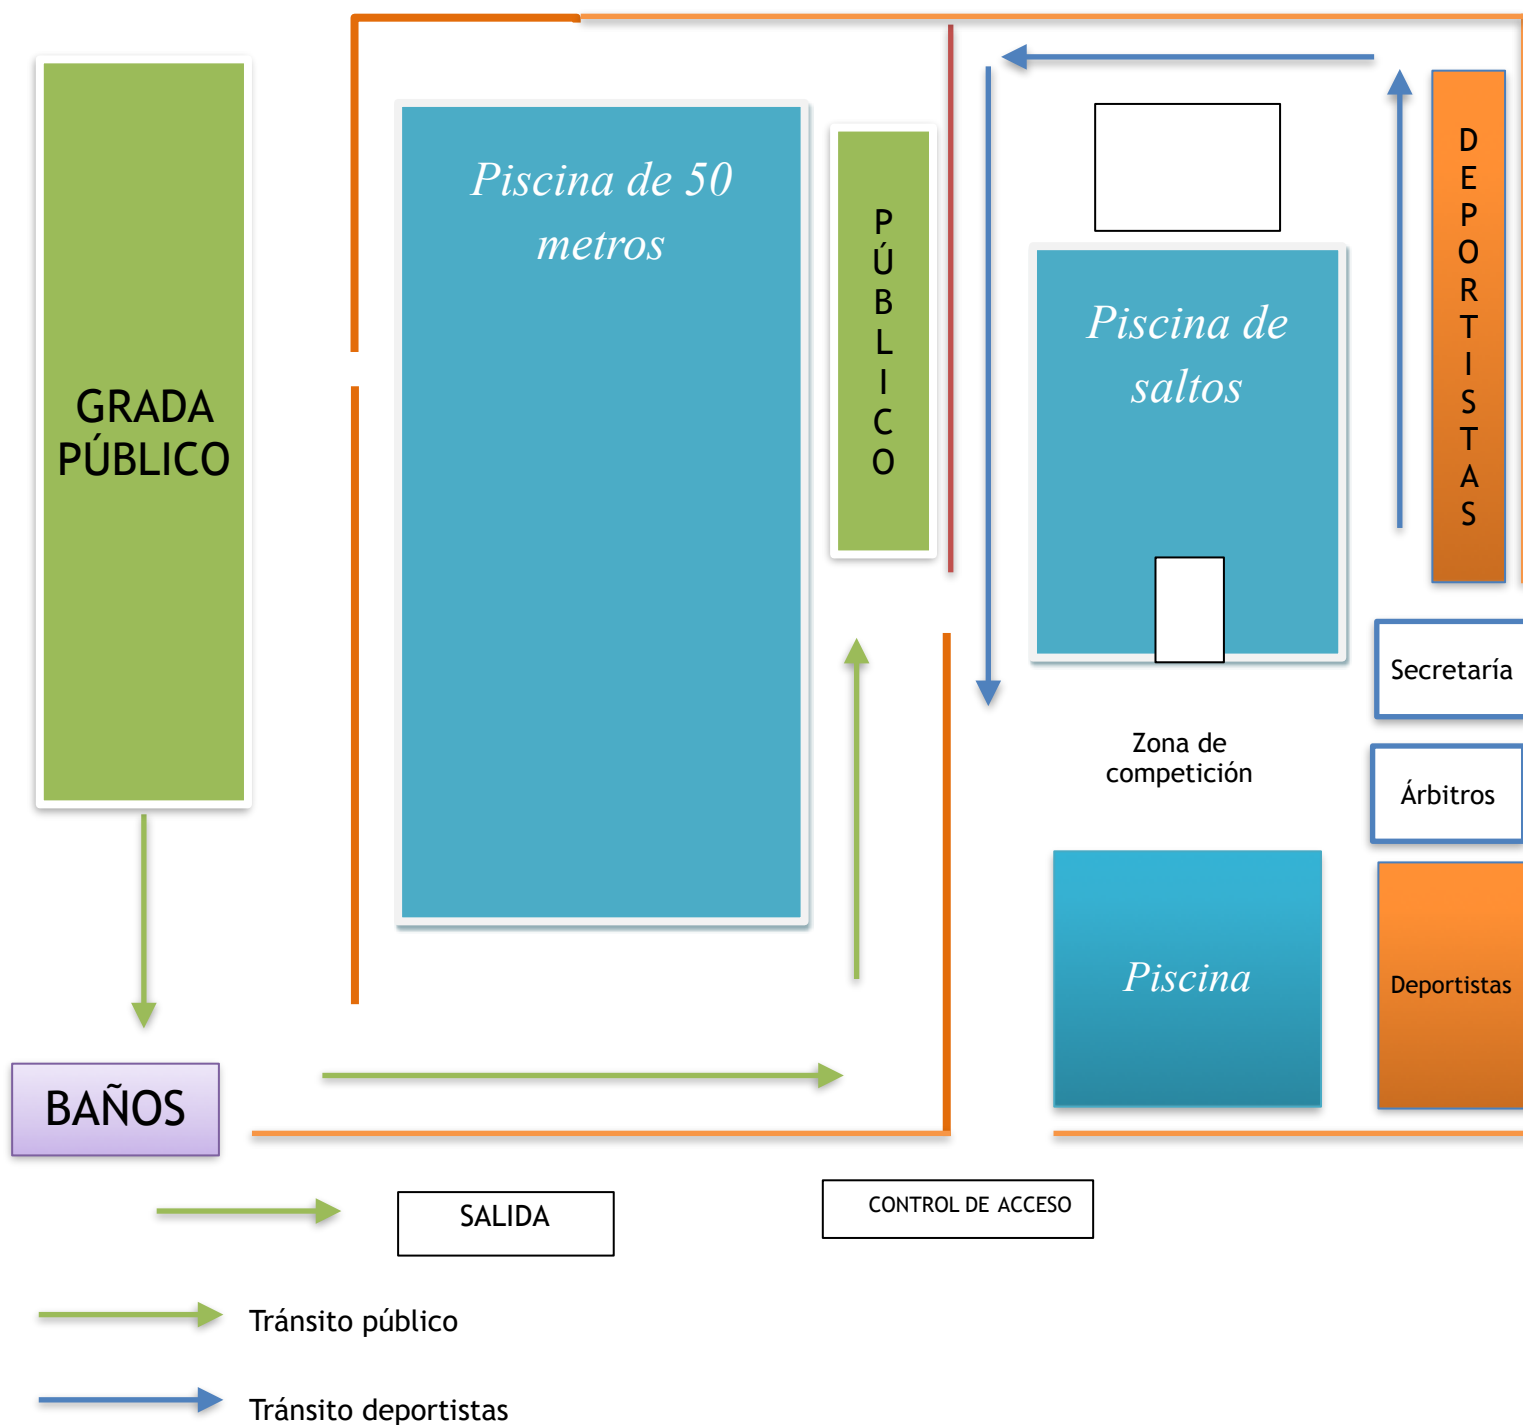 Piscina de 50
metros
P
Ú
B
L
I
C
O
D
E
P
O
R
T
I
S
T
A
S
Piscina de
saltos
GRADA
PÚBLICO
Secretaría
Zona de
competición
Árbitros
Piscina
Deportistas
BAÑOS
SALIDA
CONTROL DE ACCESO
Tránsito público
Tránsito deportistas